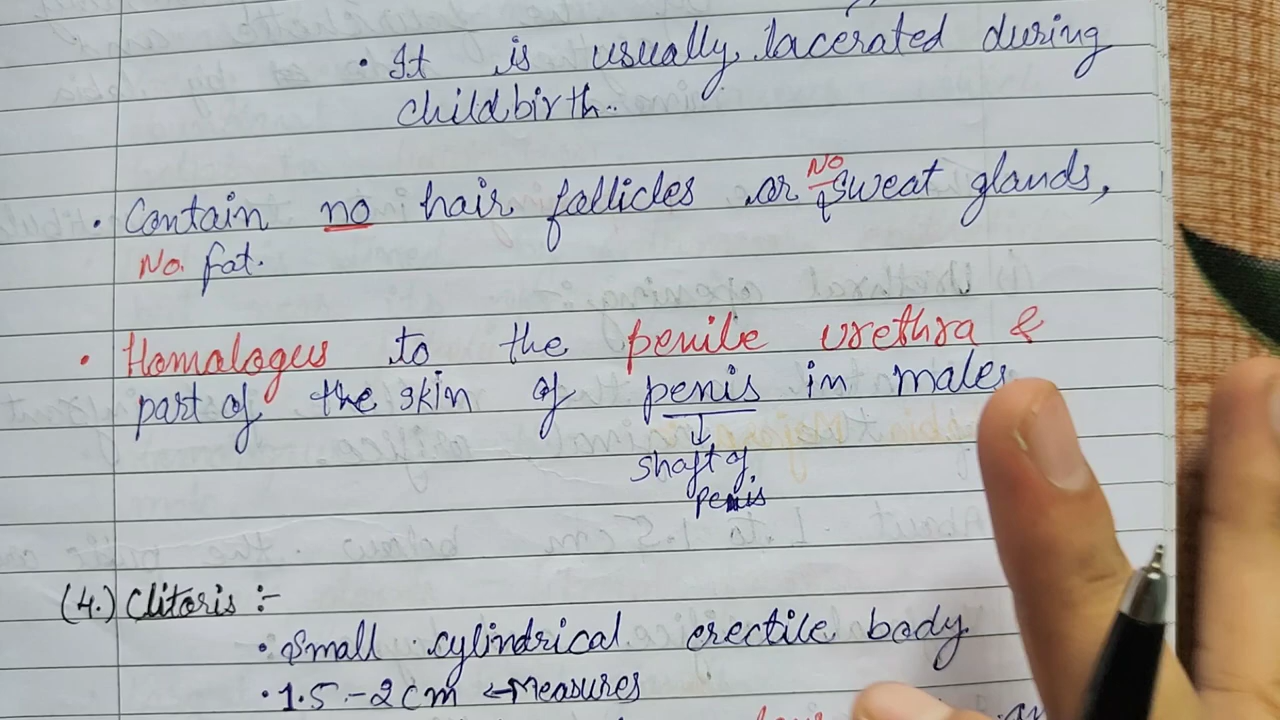 • It is usually lacerated during
childbirth.
• Contain no hair follicles or No sweat glands,
No. fat.
• Homologus to the penile urethra &
part of the skin of penis in males
↓
Shaft of
penis
(4.) Clitoris :-
• Small cylindrical erectile body
• 1.5 - 2 cm ← Measures